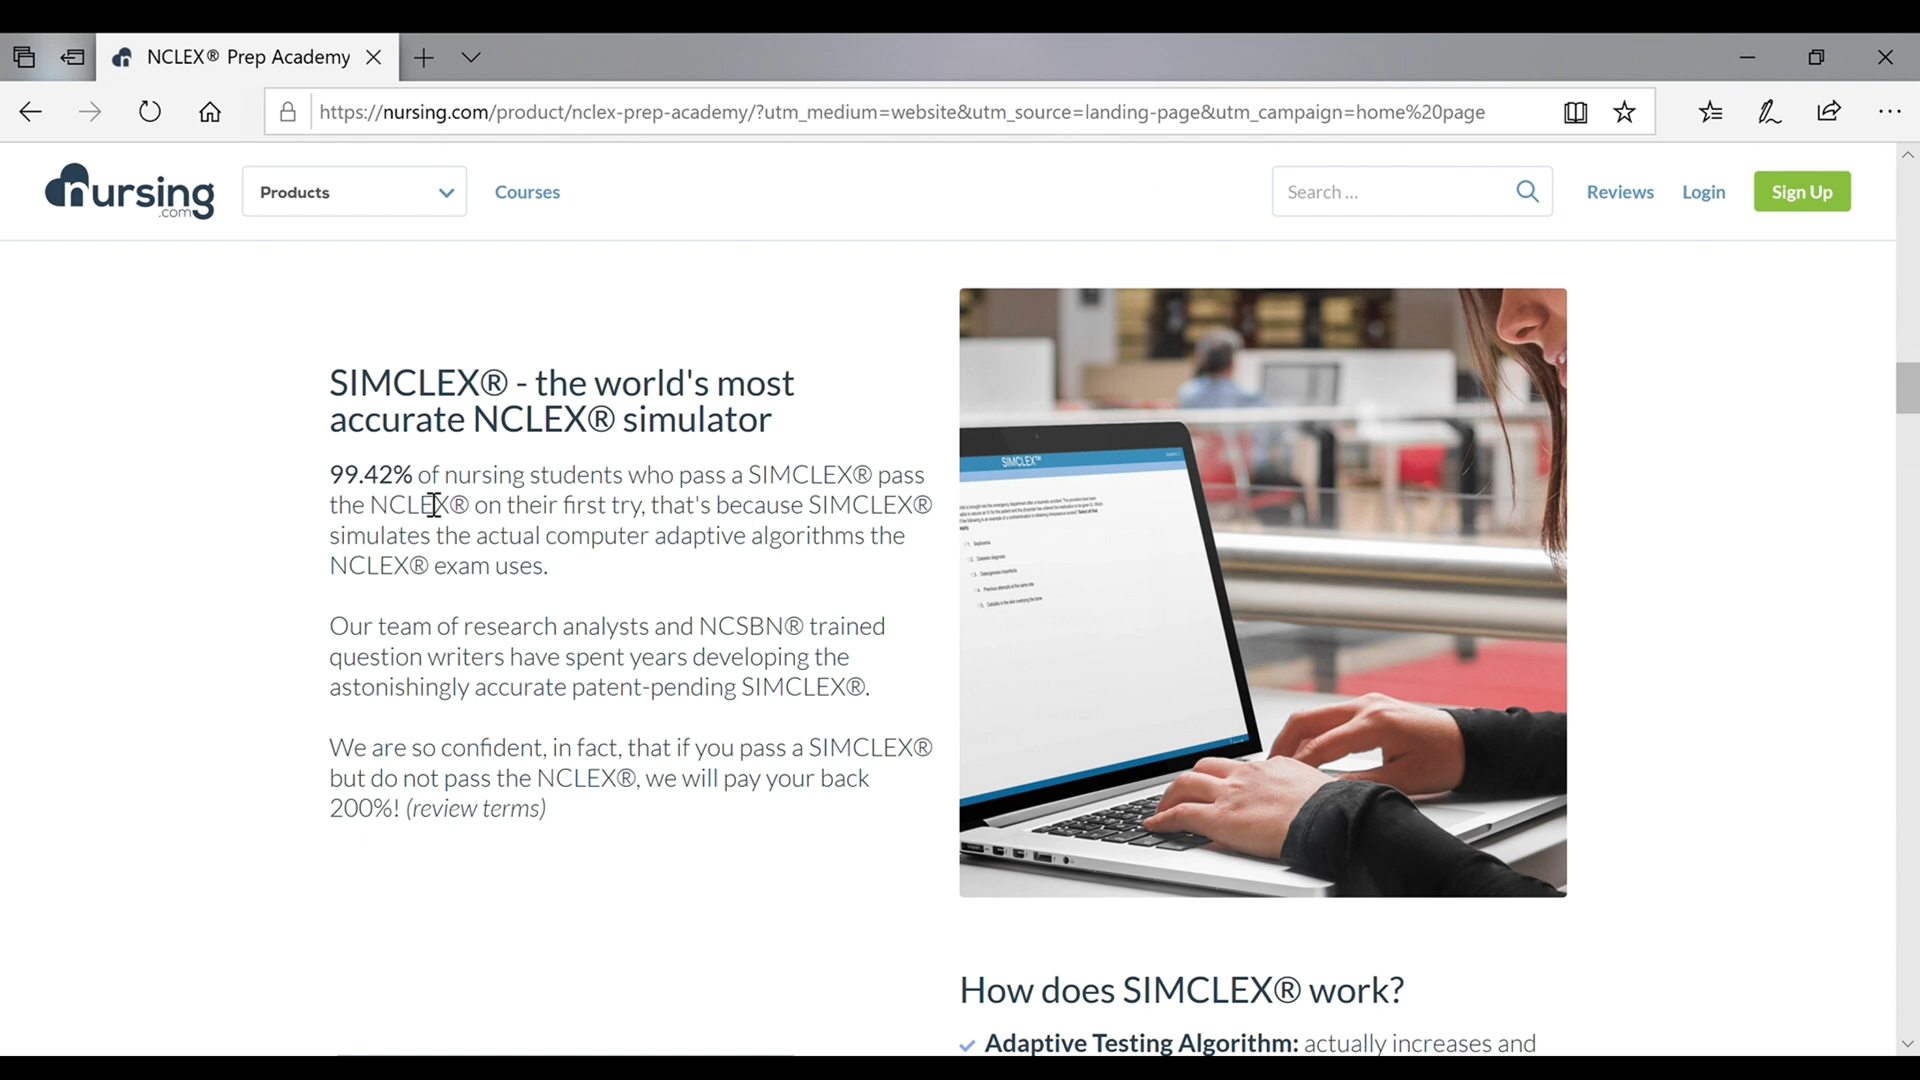 NCLEX® Prep Academy
https://nursing.com/product/nclex-prep-academy/?utm_medium=website&utm_source=landing-page&utm_campaign=home%20page
nursing
.com
Products
Courses
Search ...
Reviews
Login
Sign Up
SIMCLEX® - the world's most
accurate NCLEX® simulator
99.42% of nursing students who pass a SIMCLEX® pass
the NCLEX® on their first try, that's because SIMCLEX®
simulates the actual computer adaptive algorithms the
NCLEX® exam uses.
Our team of research analysts and NCSBN® trained
question writers have spent years developing the
astonishingly accurate patent-pending SIMCLEX®.
We are so confident, in fact, that if you pass a SIMCLEX®
but do not pass the NCLEX®, we will pay your back
200%! (review terms)
SIMCLEX™
How does SIMCLEX® work?
Adaptive Testing Algorithm: actually increases and